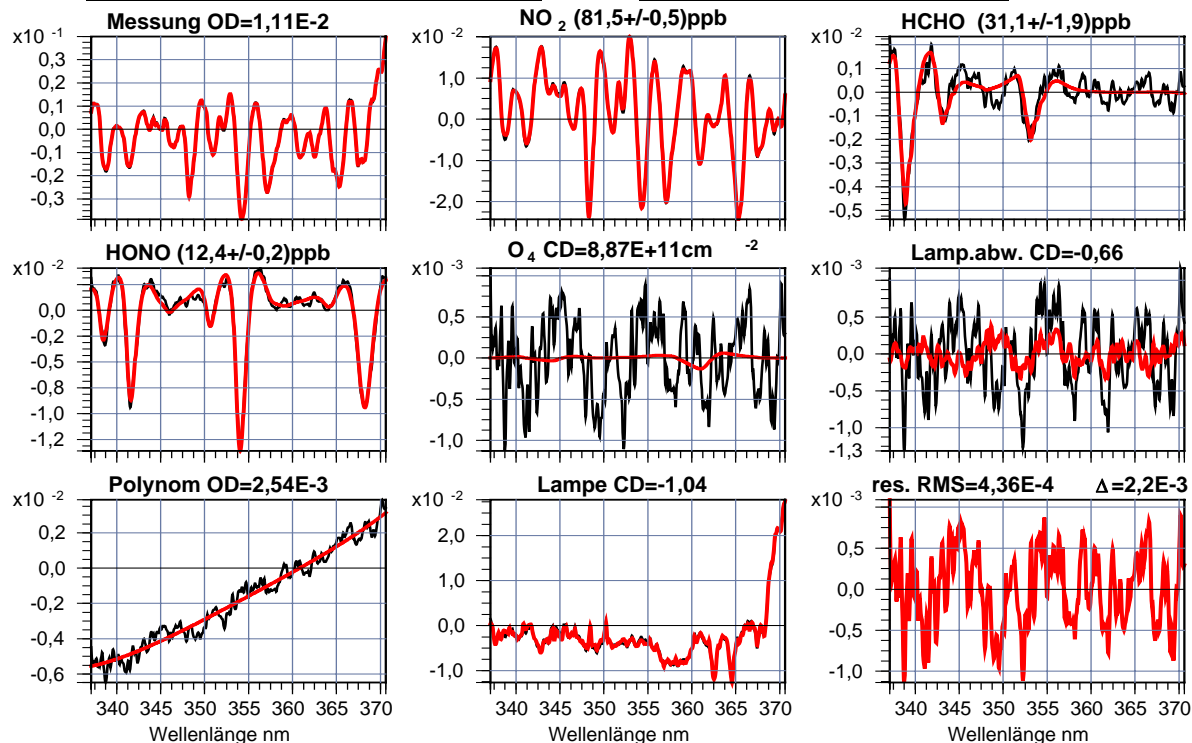 Messung OD=1,11E-2
x10 -1
0,3
0,2
0,1
0,0
-0,1
-0,2
-0,3
NO 2 (81,5+/-0,5)ppb
x10 -2
1,0
0,0
-1,0
-2,0
HCHO (31,1+/-1,9)ppb
x10 -2
0,1
0,0
-0,1
-0,2
-0,3
-0,4
-0,5
HONO (12,4+/-0,2)ppb
x10 -2
0,2
0,0
-0,2
-0,5
-0,8
-1,0
-1,2
O 4 CD=8,87E+11cm -2
x10 -3
0,5
0,0
-0,5
-1,0
Lamp.abw. CD=-0,66
x10 -3
0,5
0,0
-0,5
-1,0
-1,3
Polynom OD=2,54E-3
x10 -2
0,2
0,0
-0,2
-0,4
-0,6
340 345 350 355 360 365 370
Wellenlänge nm
Lampe CD=-1,04
x10 -2
2,0
1,0
0,0
-1,0
340 345 350 355 360 365 370
Wellenlänge nm
res. RMS=4,36E-4 Δ=2,2E-3
x10 -3
0,5
0,0
-0,5
-1,0
340 345 350 355 360 365 370
Wellenlänge nm